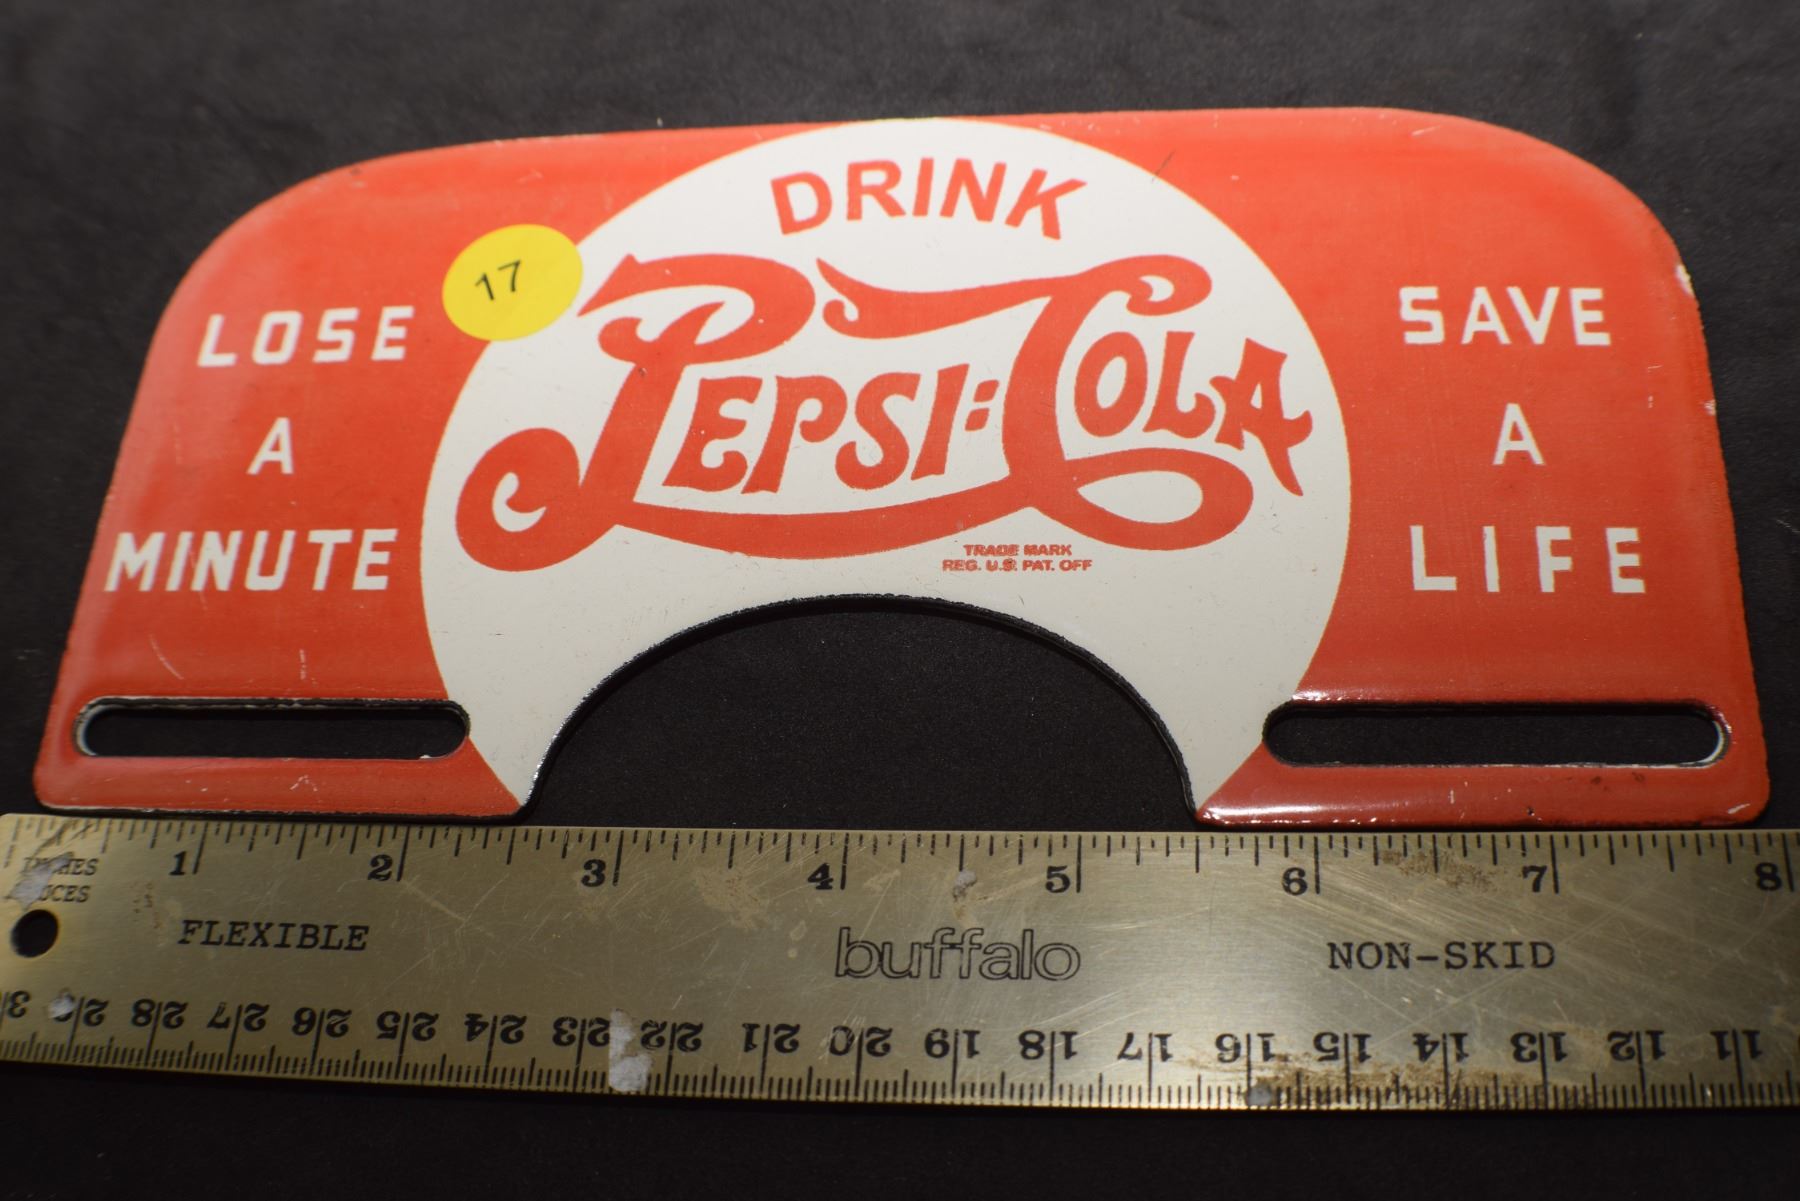 DRINK
PEPSI:COLA
TRADE MARK
REG. U.S. PAT. OFF
17
LOSE
A
MINUTE
SAVE
A
LIFE
INCHES
1 2 3 4 5 6 7 8
FLEXIBLE
buffalo
NON-SKID
28 27 26 25 24 23 22 21 20 19 18 17 16 15 14 13 12 11